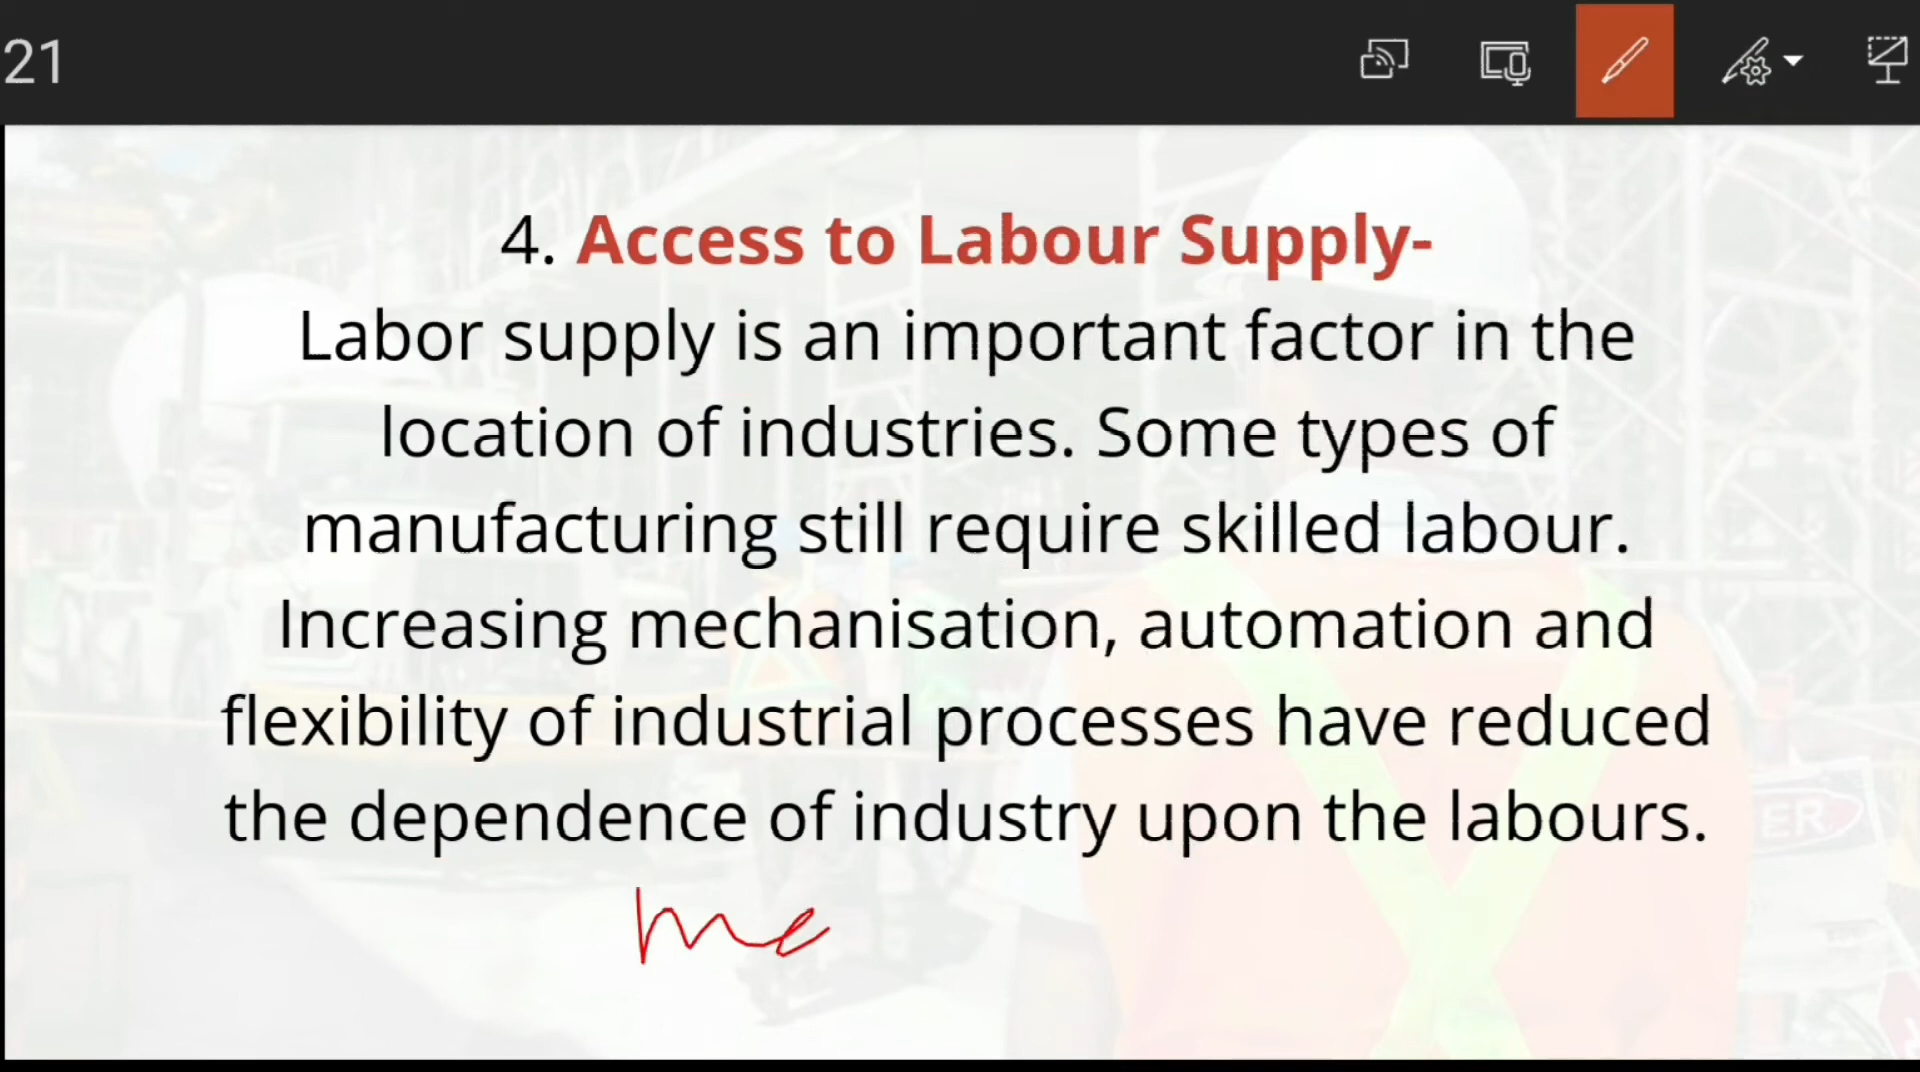 21
4. Access to Labour Supply-
Labor supply is an important factor in the
location of industries. Some types of
manufacturing still require skilled labour.
Increasing mechanisation, automation and
flexibility of industrial processes have reduced
the dependence of industry upon the labours.
ER
me